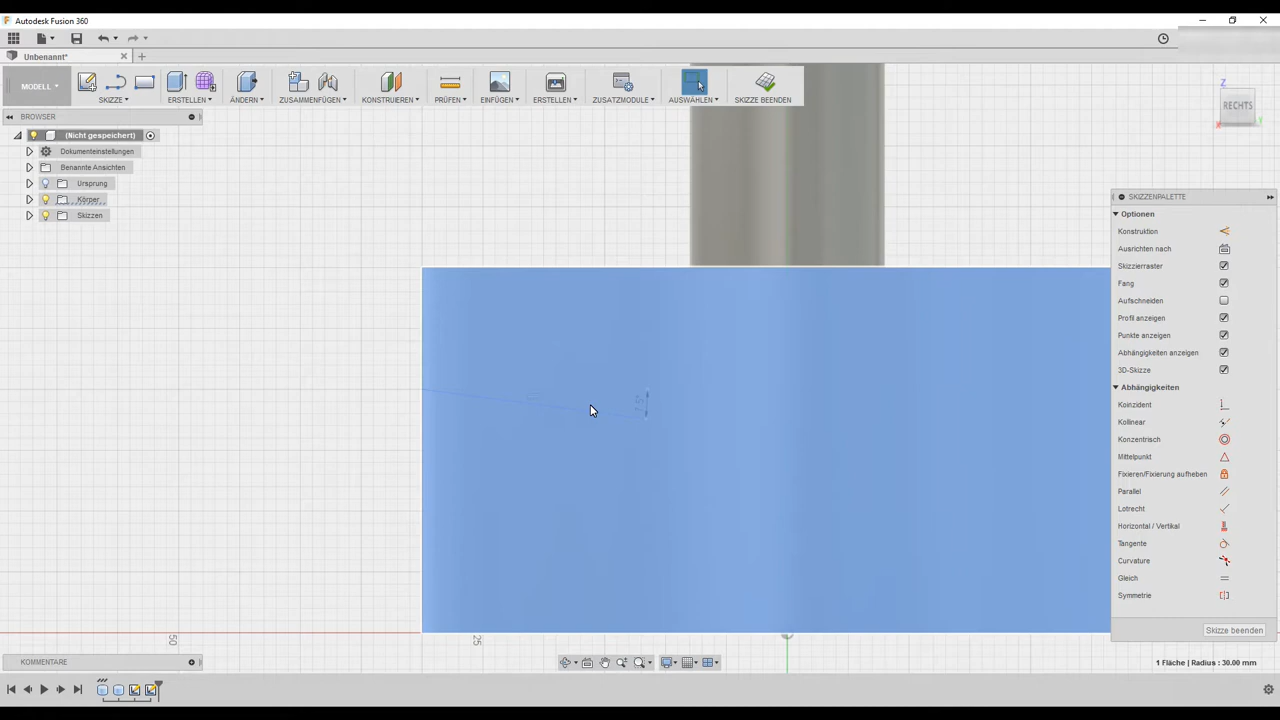 Autodesk Fusion 360
Unbenannt*
MODELL
SKIZZE
ERSTELLEN
ÄNDERN
ZUSAMMENFÜGEN
KONSTRUIEREN
PRÜFEN
EINFÜGEN
ERSTELLEN
ZUSATZMODULE
AUSWÄHLEN
SKIZZE BEENDEN
BROWSER
(Nicht gespeichert)
Dokumenteinstellungen
Benannte Ansichten
Ursprung
Körper
Skizzen
Z
RECHTS
X
Y
SKIZZENPALETTE
Optionen
Konstruktion
Ausrichten nach
Skizzierraster
Fang
Aufschneiden
Profil anzeigen
Punkte anzeigen
Abhängigkeiten anzeigen
3D-Skizze
Abhängigkeiten
Koinzident
Kollinear
Konzentrisch
Mittelpunkt
Fixieren/Fixierung aufheben
Parallel
Lotrecht
Horizontal / Vertikal
Tangente
Curvature
Gleich
Symmetrie
Skizze beenden
50
25
KOMMENTARE
1 Fläche | Radius : 30.00 mm